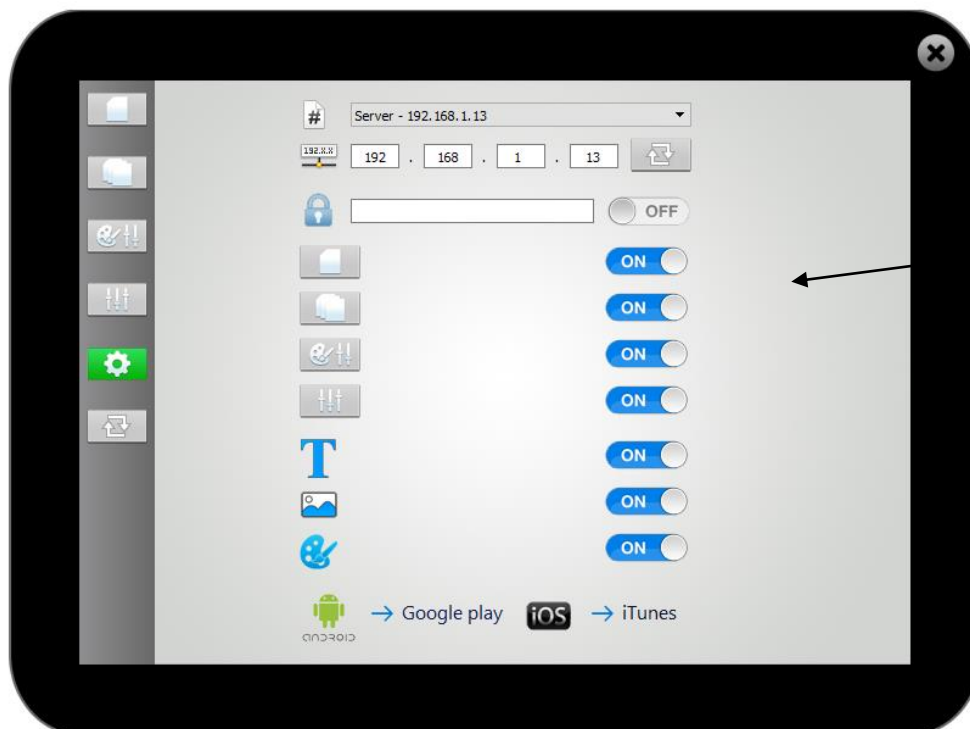 # Server - 192.168.1.13
192.X.X 192 . 168 . 1 . 13
OFF
ON
ON
ON
ON
T ON
ON
ON
android → Google play iOS → iTunes